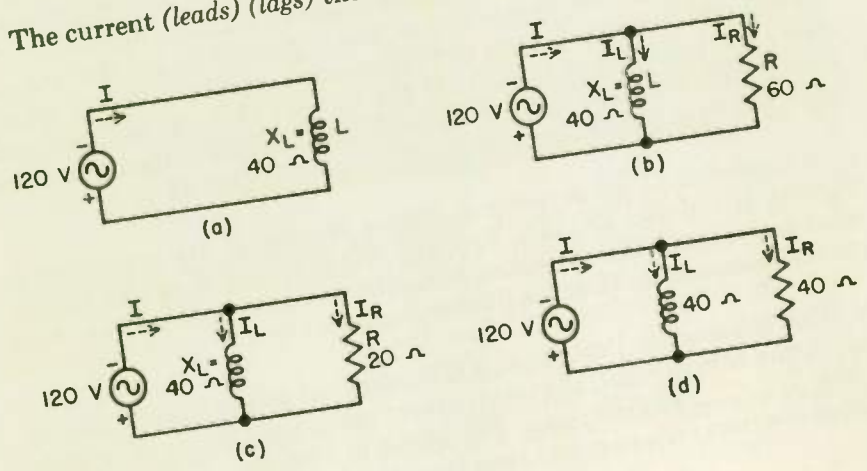 The current (leads) (lags)
I
X_L=
L
40 Ω
120 V
-
+
(a)
I
I_L
I_R
X_L=
L
40 Ω
R
60 Ω
120 V
-
+
(b)
I
I_L
I_R
X_L=
40 Ω
R
20 Ω
120 V
-
+
(c)
I
I_L
I_R
40 Ω
40 Ω
120 V
-
+
(d)